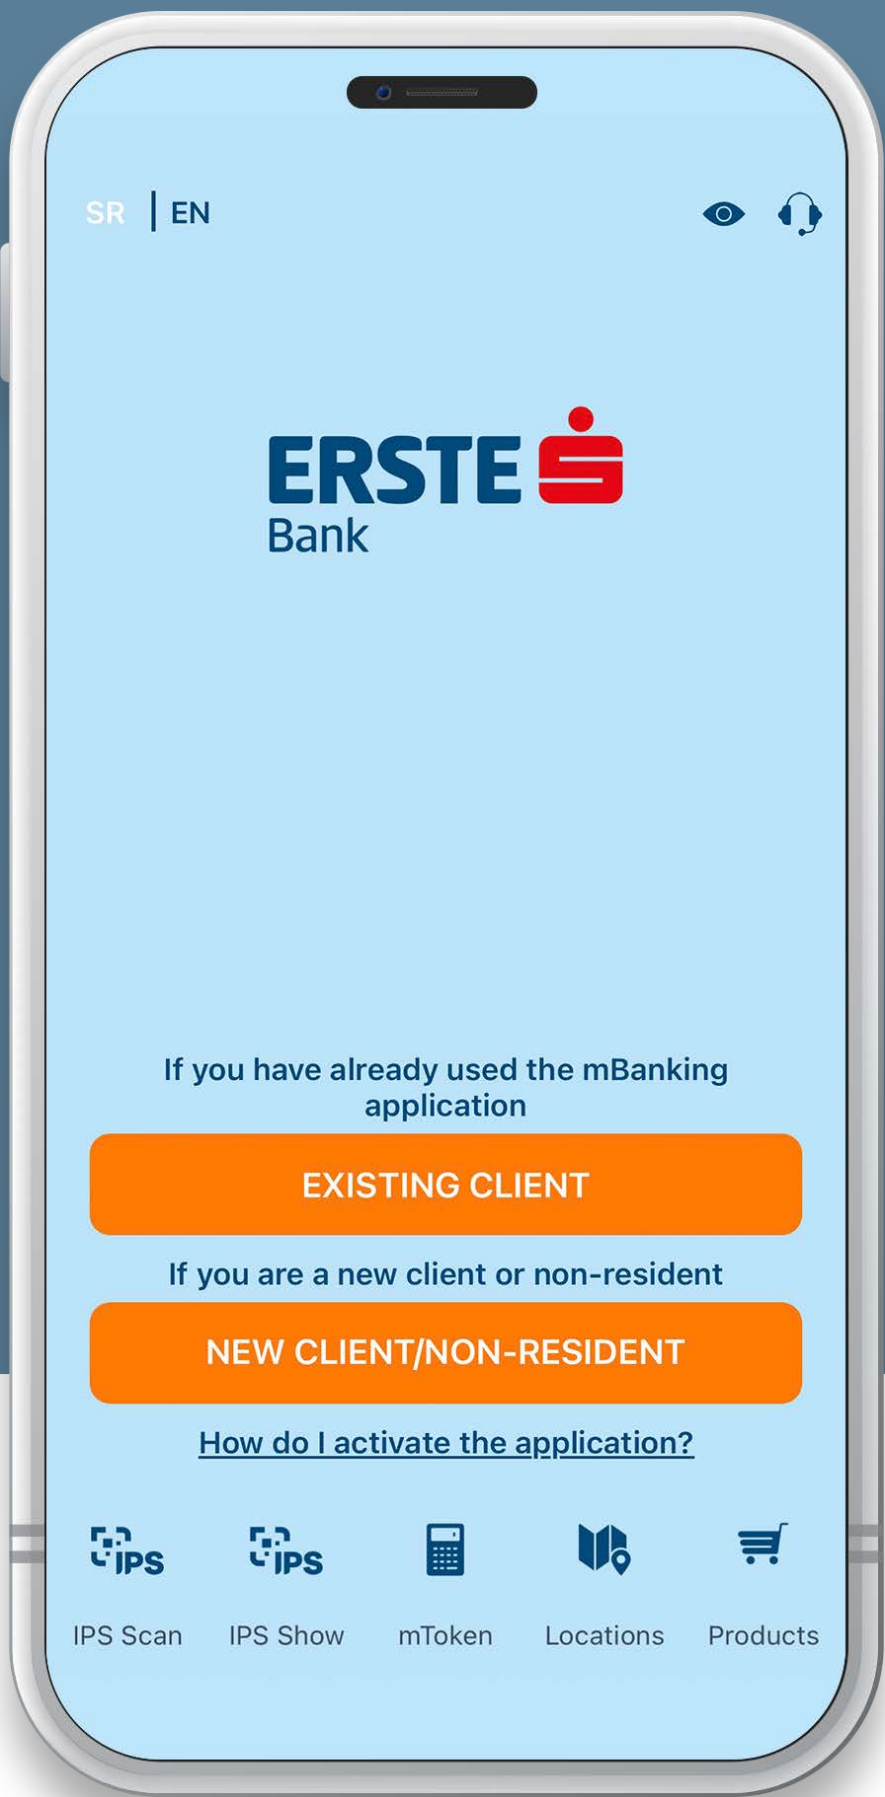 SR | EN
ERSTE
Bank
If you have already used the mBanking
application
EXISTING CLIENT
If you are a new client or non-resident
NEW CLIENT/NON-RESIDENT
How do I activate the application?
IPS IPS
IPS Scan IPS Show mToken Locations Products